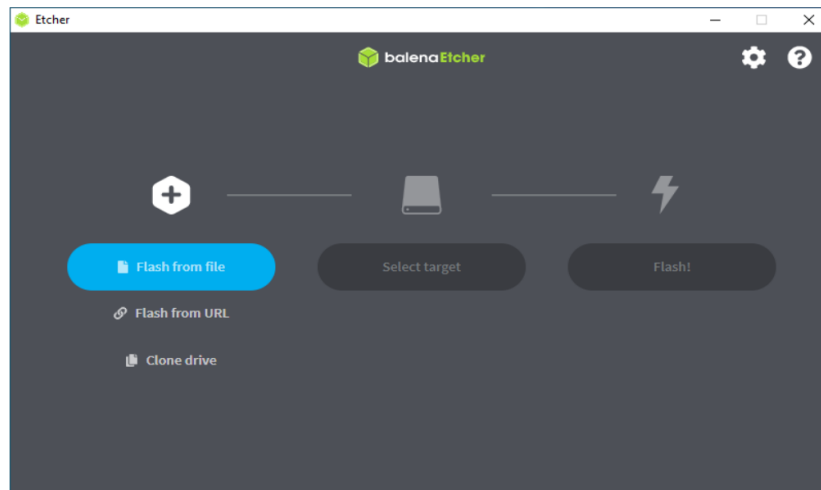 Etcher
balenaEtcher
Flash from file
Select target
Flash!
Flash from URL
Clone drive